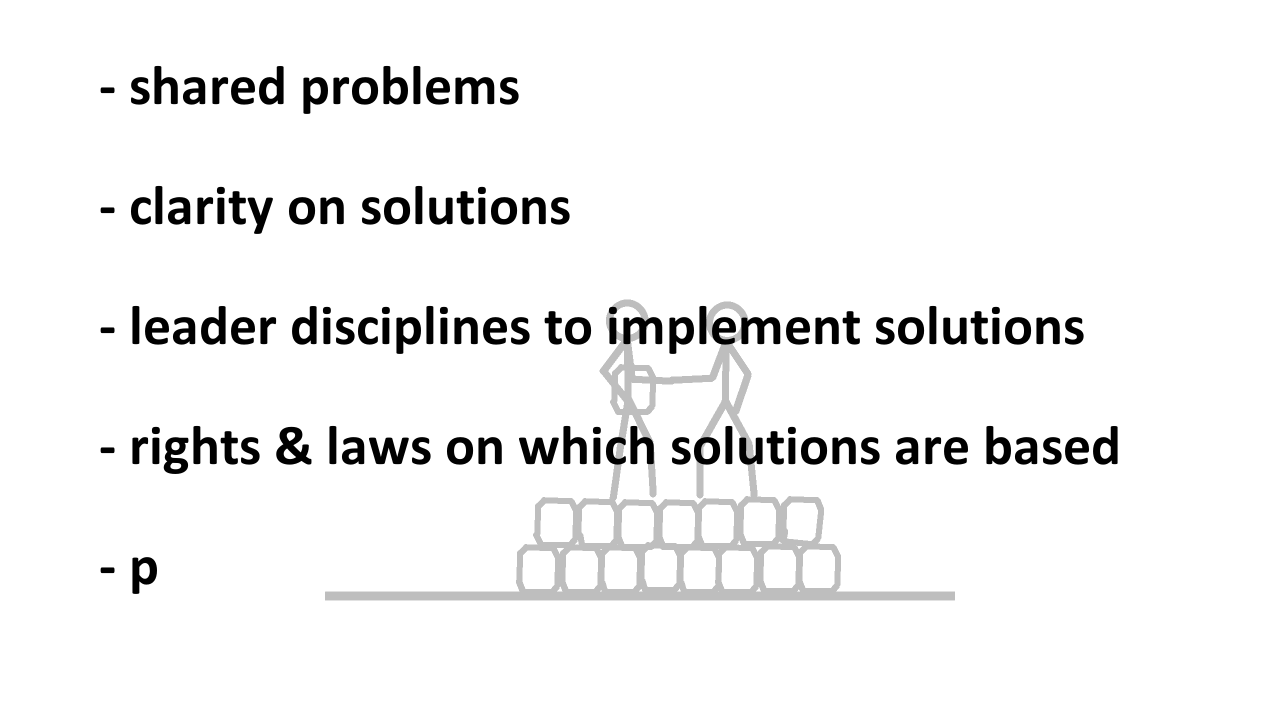 - shared problems
- clarity on solutions
- leader disciplines to implement solutions
- rights & laws on which solutions are based
- p